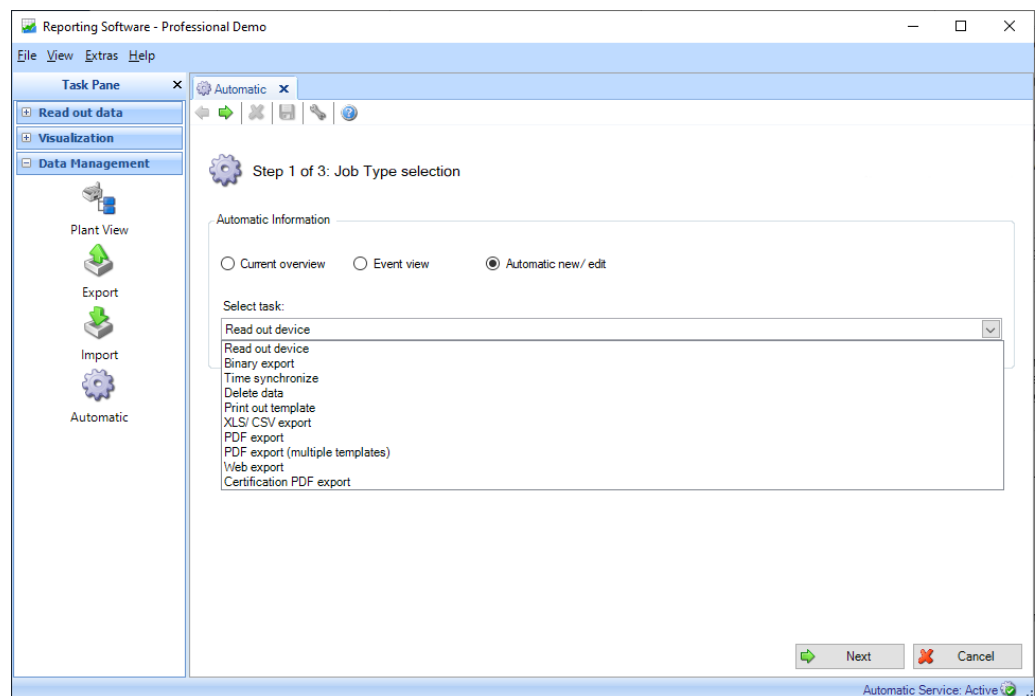 Reporting Software - Professional Demo
File View Extras Help
Task Pane
Automatic
Read out data
Visualization
Data Management
Plant View
Export
Import
Automatic
Step 1 of 3: Job Type selection
Automatic Information
Current overview Event view Automatic new/ edit
Select task:
Read out device
Read out device
Binary export
Time synchronize
Delete data
Print out template
XLS/ CSV export
PDF export
PDF export (multiple templates)
Web export
Certification PDF export
Next Cancel
Automatic Service: Active